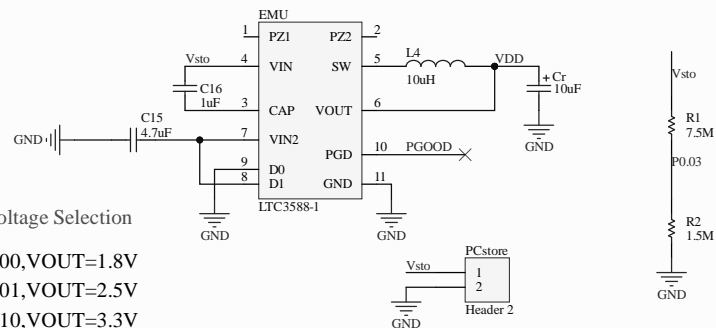 EMU
1 PZ1 PZ2 2
Vsto 4 VIN SW 5 L4 10uH VDD
C16 1uF
Cr 10uF
3 CAP VOUT 6
C15 4.7uF
GND
7 VIN2
PGD 10 PGOOD
9 D0
8 D1 GND 11
GND
LTC3588-1
GND
GND
Vsto
R1
7.5M
P0.03
R2
1.5M
GND
oltage Selection
00,VOUT=1.8V
01,VOUT=2.5V
10,VOUT=3.3V
PCstore
Vsto 1
2
GND
Header 2
+